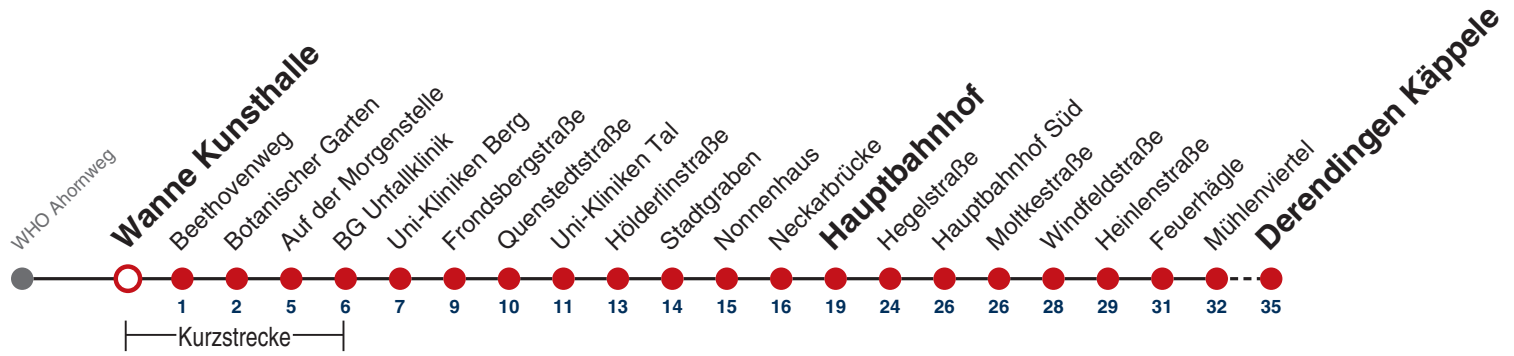 WHO Ahornweg
Wanne Kunsthalle
Beethovenweg
Botanischer Garten
Auf der Morgenstelle
BG Unfallklinik
Uni-Kliniken Berg
Frondsbergstraße
Quenstedtstraße
Uni-Kliniken Tal
Hölderlinstraße
Stadtgraben
Nonnenhaus
Neckarbrücke
Hauptbahnhof
Hegelstraße
Hauptbahnhof Süd
Moltkestraße
Windfeldstraße
Heinlenstraße
Feuerhägle
Mühlenviertel
Derendingen Käppele
1 2 5 6 7 9 10 11 13 14 15 16 19 24 26 26 28 29 31 32 35
Kurzstrecke